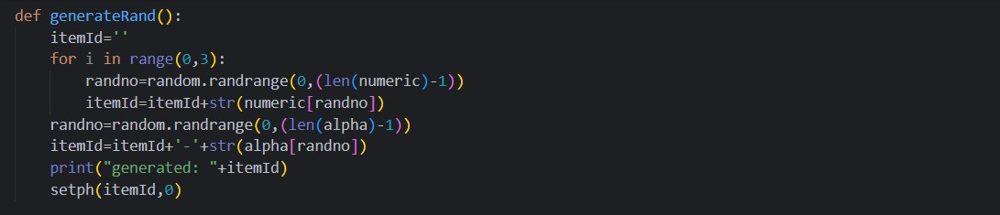 def generateRand():
    itemId=''
    for i in range(0,3):
        randno=random.randrange(0,(len(numeric)-1))
        itemId=itemId+str(numeric[randno])
    randno=random.randrange(0,(len(alpha)-1))
    itemId=itemId+'-'+str(alpha[randno])
    print("generated: "+itemId)
    setph(itemId,0)